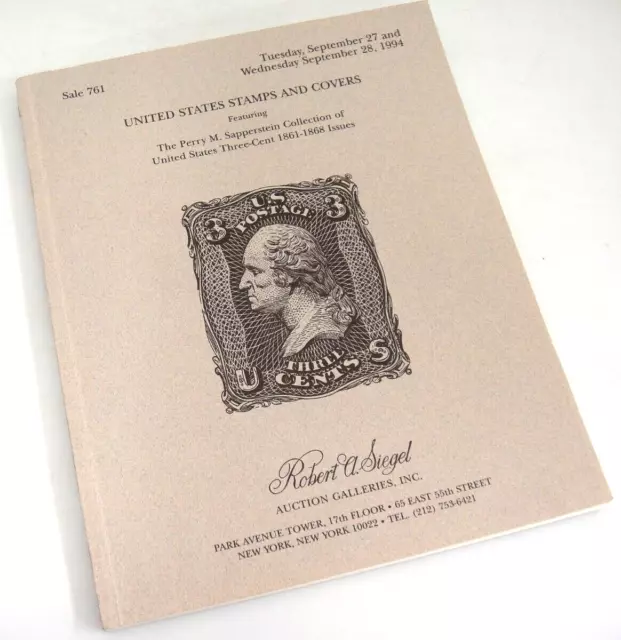 Sale 761
Tuesday, September 27 and
Wednesday September 28, 1994
UNITED STATES STAMPS AND COVERS
Featuring
The Perry M. Sapperstein Collection of
United States Three-Cent 1861-1868 Issues
U.S
3 POSTAGE 3
THREE
U CENTS S
Robert A. Siegel
AUCTION GALLERIES, INC.
PARK AVENUE TOWER, 17th FLOOR • 65 EAST 55th STREET
NEW YORK, NEW YORK 10022 • TEL. (212) 753-6421